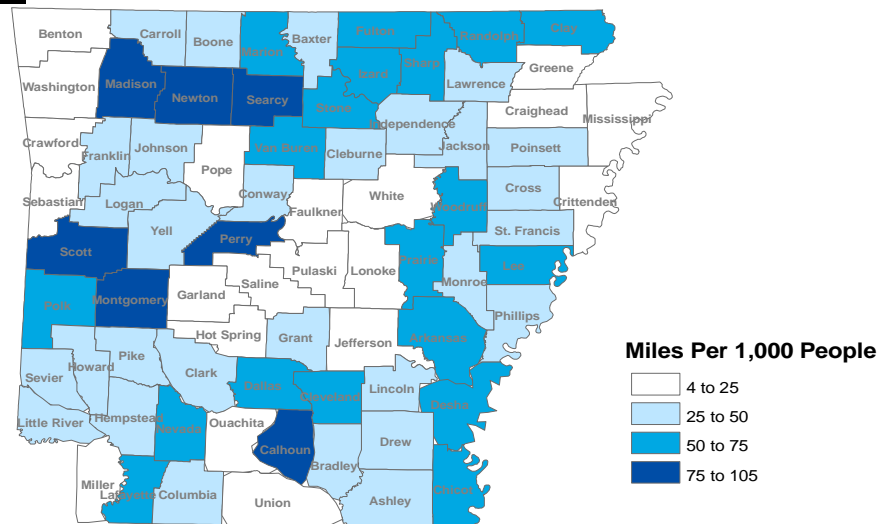 Benton
Carroll
Boone
Marion
Baxter
Fulton
Randolph
Clay
Washington
Madison
Newton
Searcy
Stone
Izard
Sharp
Lawrence
Greene
Craighead
Mississippi
Crawford
Franklin
Johnson
Pope
Van Buren
Cleburne
Independence
Jackson
Poinsett
Sebastian
Logan
Conway
Faulkner
White
Woodruff
Cross
Crittenden
Scott
Yell
Perry
Pulaski
Lonoke
Prairie
St. Francis
Lee
Monroe
Phillips
Polk
Montgomery
Garland
Saline
Hot Spring
Grant
Jefferson
Arkansas
Sevier
Howard
Pike
Clark
Dallas
Cleveland
Lincoln
Desha
Little River
Hempstead
Nevada
Ouachita
Calhoun
Bradley
Drew
Miller
Lafayette
Columbia
Union
Ashley
Chicot
Miles Per 1,000 People
4 to 25
25 to 50
50 to 75
75 to 105